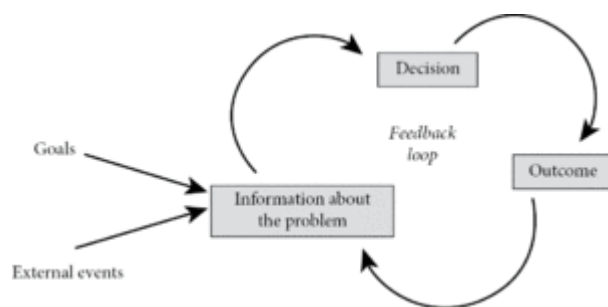 Decision
Feedback
loop
Goals
Outcome
Information about
the problem
External events